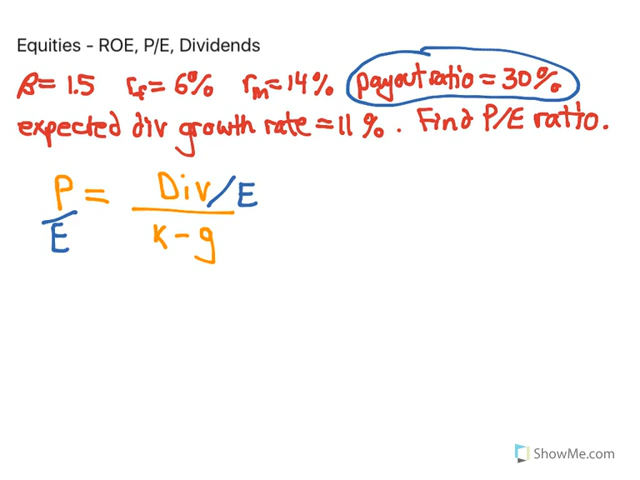 Equities - ROE, P/E, Dividends
β = 1.5 rf = 6% rm = 14% payout ratio = 30%
expected div growth rate = 11%. Find P/E ratio.
P/E = Div/E / K - g
ShowMe.com